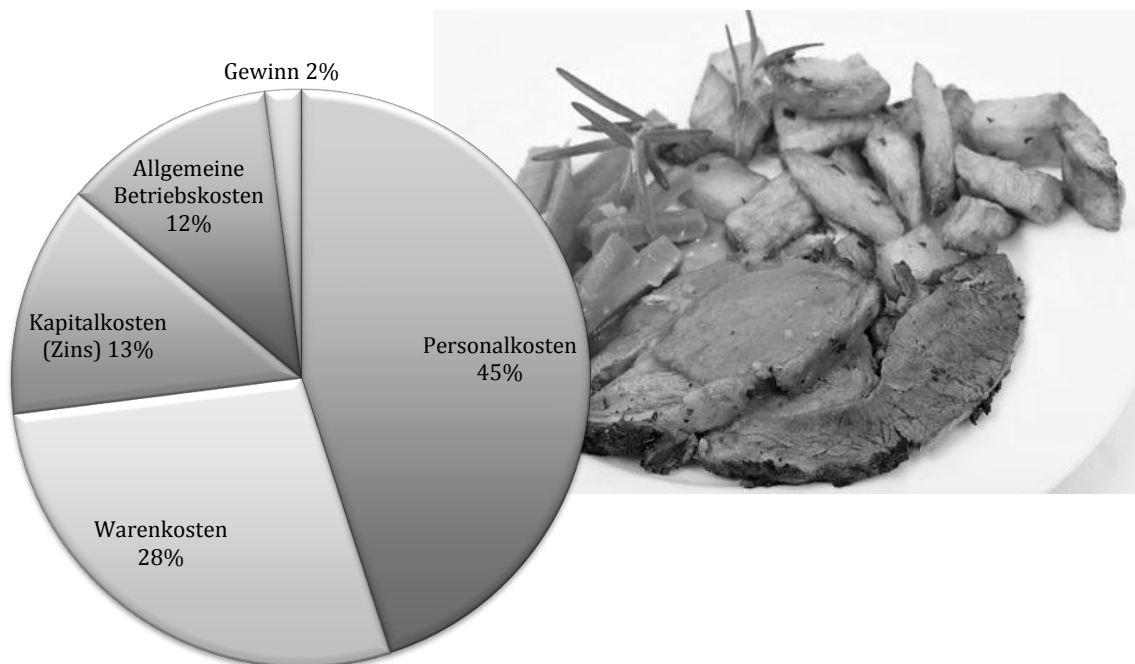 Gewinn 2%
Allgemeine
Betriebskosten
12%
Kapitalkosten
(Zins) 13%
Personalkosten
45%
Warenkosten
28%